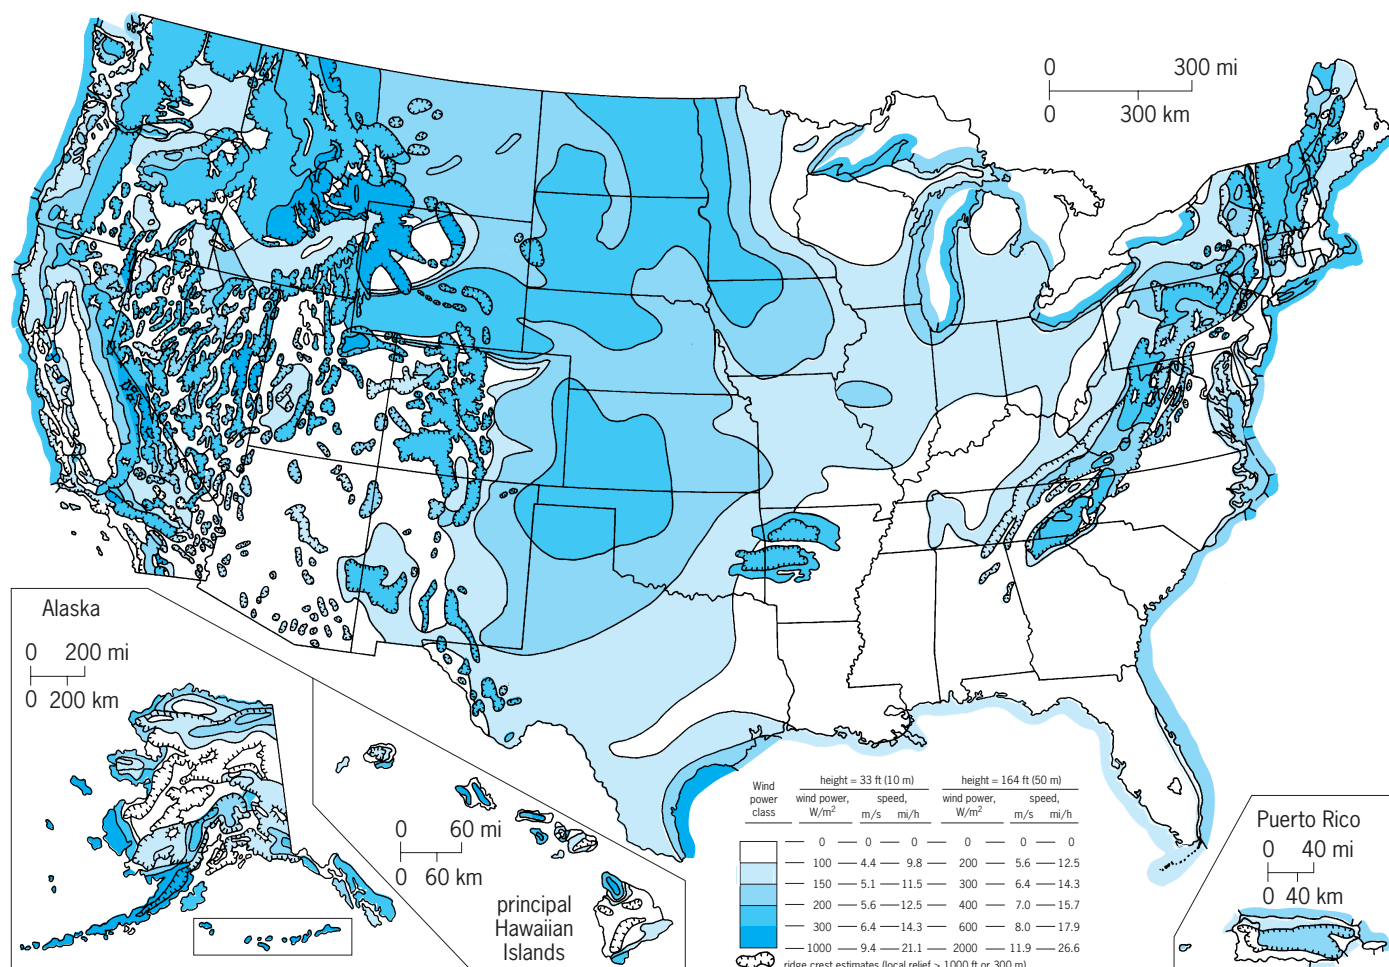 0 300 mi
0 300 km
Alaska
0 200 mi
0 200 km
0 60 mi
0 60 km
principal
Hawaiian
Islands
Wind
power
class
height = 33 ft (10 m) height = 164 ft (50 m)
wind power, speed, wind power, speed,
W/m2 m/s mi/h W/m2 m/s mi/h
0 0 0 0 0 0
100 4.4 9.8 200 5.6 12.5
150 5.1 11.5 300 6.4 14.3
200 5.6 12.5 400 7.0 15.7
300 6.4 14.3 600 8.0 17.9
1000 9.4 21.1 2000 11.9 26.6
ridge crest estimates (local relief > 1000 ft or 300 m)
Puerto Rico
0 40 mi
0 40 km